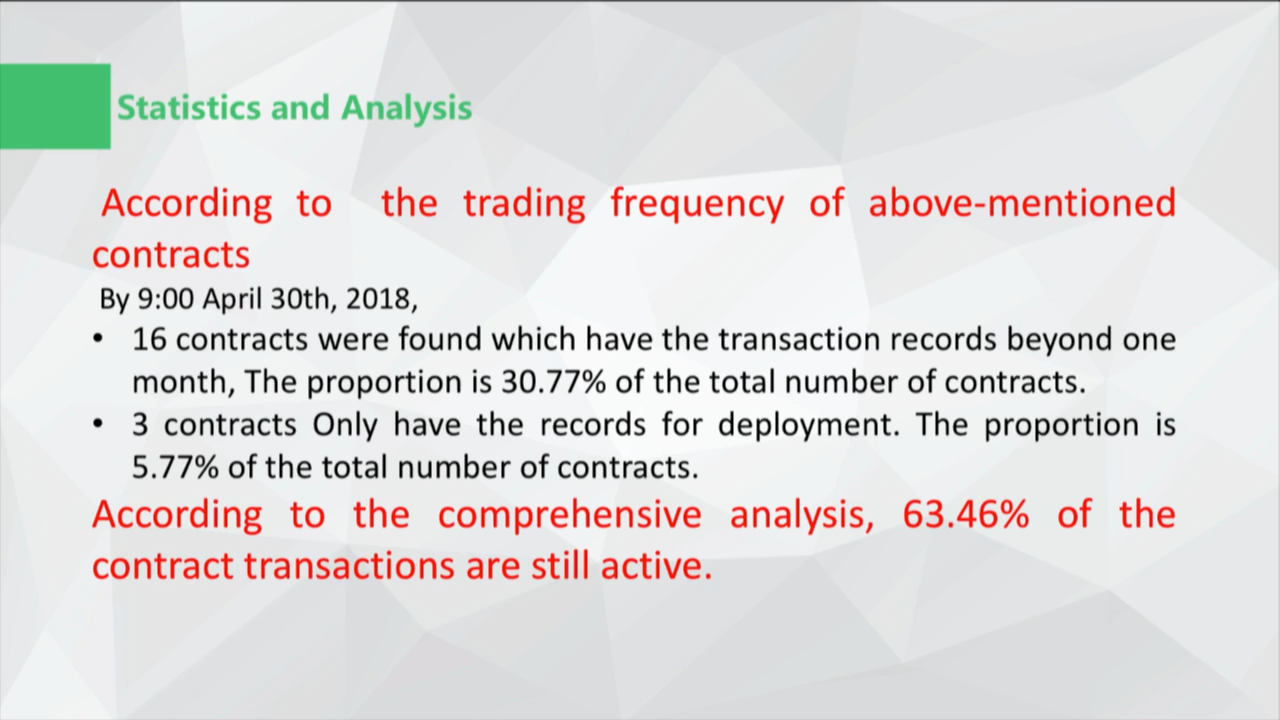 Statistics and Analysis
According to the trading frequency of above-mentioned
contracts
By 9:00 April 30th, 2018,
• 16 contracts were found which have the transaction records beyond one
month, The proportion is 30.77% of the total number of contracts.
• 3 contracts Only have the records for deployment. The proportion is
5.77% of the total number of contracts.
According to the comprehensive analysis, 63.46% of the
contract transactions are still active.